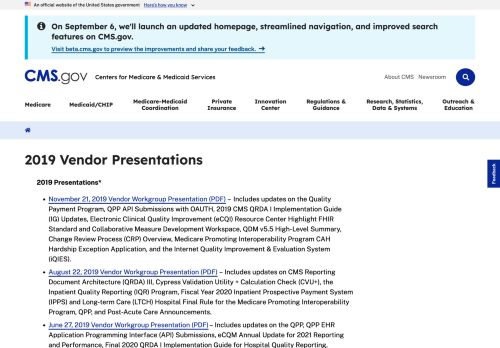 An official website of the United States government Here's how you know
On September 6, we'll launch an updated homepage, streamlined navigation, and improved search
features on CMS.gov.
Visit beta.cms.gov to preview the improvements and share your feedback. →
CMS.gov Centers for Medicare & Medicaid Services
About CMS Newsroom
Medicare
Medicaid/CHIP
Medicare-Medicaid
Coordination
Private
Insurance
Innovation
Center
Regulations &
Guidance
Research, Statistics,
Data & Systems
Outreach &
Education
Feedback
2019 Vendor Presentations
2019 Presentations*
• November 21, 2019 Vendor Workgroup Presentation (PDF) – Includes updates on the Quality
Payment Program, QPP API Submissions with OAUTH, 2019 CMS QRDA I Implementation Guide
(IG) Updates, Electronic Clinical Quality Improvement (eCQI) Resource Center Highlight FHIR
Standard and Collaborative Measure Development Workspace, QDM v5.5 High-Level Summary,
Change Review Process (CRP) Overview, Medicare Promoting Interoperability Program CAH
Hardship Exception Application, and the Internet Quality Improvement & Evaluation System
(iQIES).
• August 22, 2019 Vendor Workgroup Presentation (PDF) – Includes updates on CMS Reporting
Document Architecture (QRDA) III, Cypress Validation Utility + Calculation Check (CVU+), the
Inpatient Quality Reporting (IQR) Program, Fiscal Year 2020 Inpatient Prospective Payment System
(IPPS) and Long-term Care (LTCH) Hospital Final Rule for the Medicare Promoting Interoperability
Program, QPP, and Post-Acute Care Announcements.
• June 27, 2019 Vendor Workgroup Presentation (PDF) – Includes updates on the QPP, QPP EHR
Application Programming Interface (API) Submissions, eCQM Annual Update for 2021 Reporting
and Performance, Final 2020 QRDA I Implementation Guide for Hospital Quality Reporting,